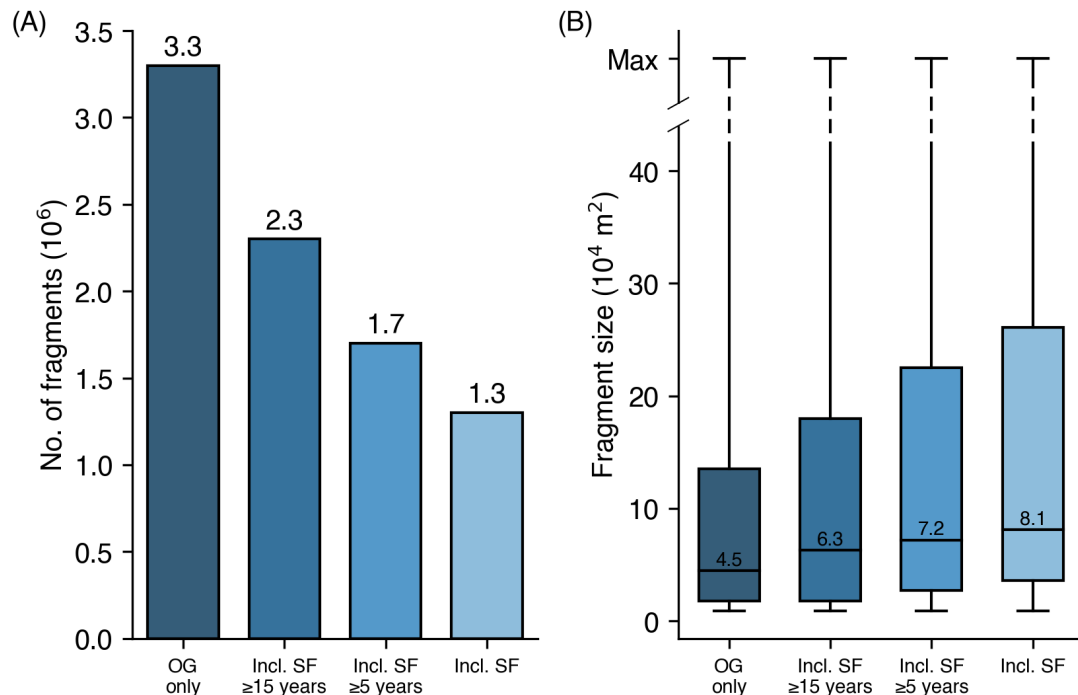 (A)
No. of fragments (10⁶)
3.5
3.0
2.5
2.0
1.5
1.0
0.5
0.0
3.3
2.3
1.7
1.3
OG
only
Incl. SF
≥15 years
Incl. SF
≥5 years
Incl. SF
(B)
Fragment size (10⁴ m²)
Max
40
30
20
10
0
4.5
6.3
7.2
8.1
OG
only
Incl. SF
≥15 years
Incl. SF
≥5 years
Incl. SF